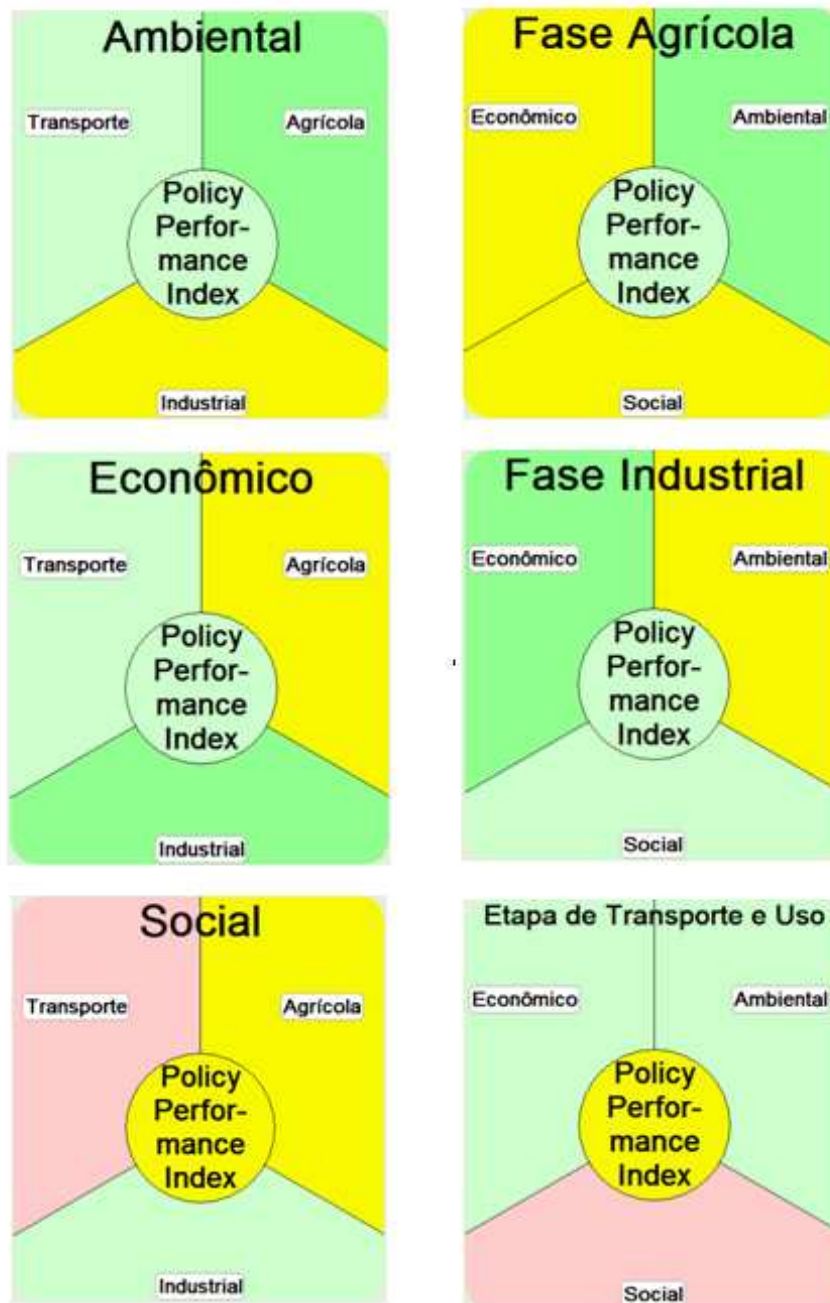 Ambiental
Transporte
Agrícola
Policy
Perfor-
mance
Index
Industrial
Fase Agrícola
Econômico
Ambiental
Policy
Perfor-
mance
Index
Social
Econômico
Transporte
Agrícola
Policy
Perfor-
mance
Index
Industrial
Fase Industrial
Econômico
Ambiental
Policy
Perfor-
mance
Index
Social
Social
Transporte
Agrícola
Policy
Perfor-
mance
Index
Industrial
Etapa de Transporte e Uso
Econômico
Ambiental
Policy
Perfor-
mance
Index
Social